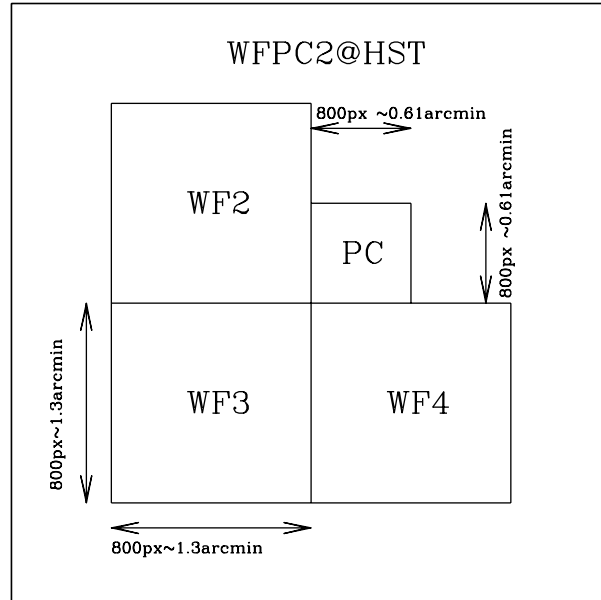 WFPC2@HST
800px ~0.61arcmin
WF2
PC
800px ~0.61arcmin
WF3
WF4
800px~1.3arcmin
800px~1.3arcmin